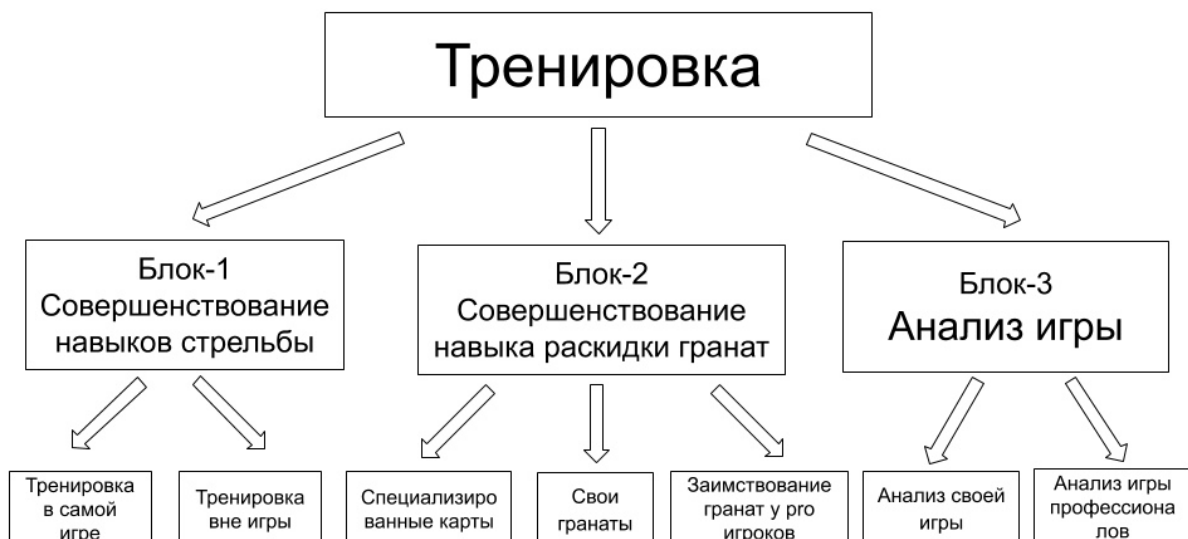 Тренировка
Блок-1
Совершенствование
навыков стрельбы
Блок-2
Совершенствование
навыка раскидки гранат
Блок-3
Анализ игры
Тренировка
в самой
игре
Тренировка
вне игры
Специализиро
ванные карты
Свои
гранаты
Заимствование
гранат у pro
игроков
Анализ своей
игры
Анализ игры
профессиона
лов